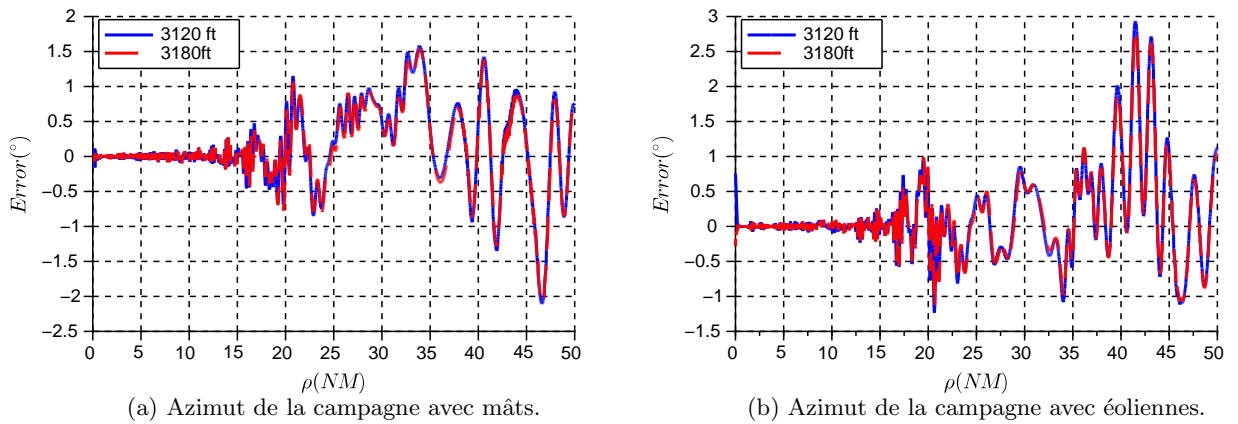 2
1.5
1
0.5
0
−0.5
−1
−1.5
−2
−2.5
Error(°)
3120 ft
3180ft
0 5 10 15 20 25 30 35 40 45 50
ρ(NM)
(a) Azimut de la campagne avec mâts.
3
2.5
2
1.5
1
0.5
0
−0.5
−1
−1.5
Error(°)
3120 ft
3180ft
0 5 10 15 20 25 30 35 40 45 50
ρ(NM)
(b) Azimut de la campagne avec éoliennes.